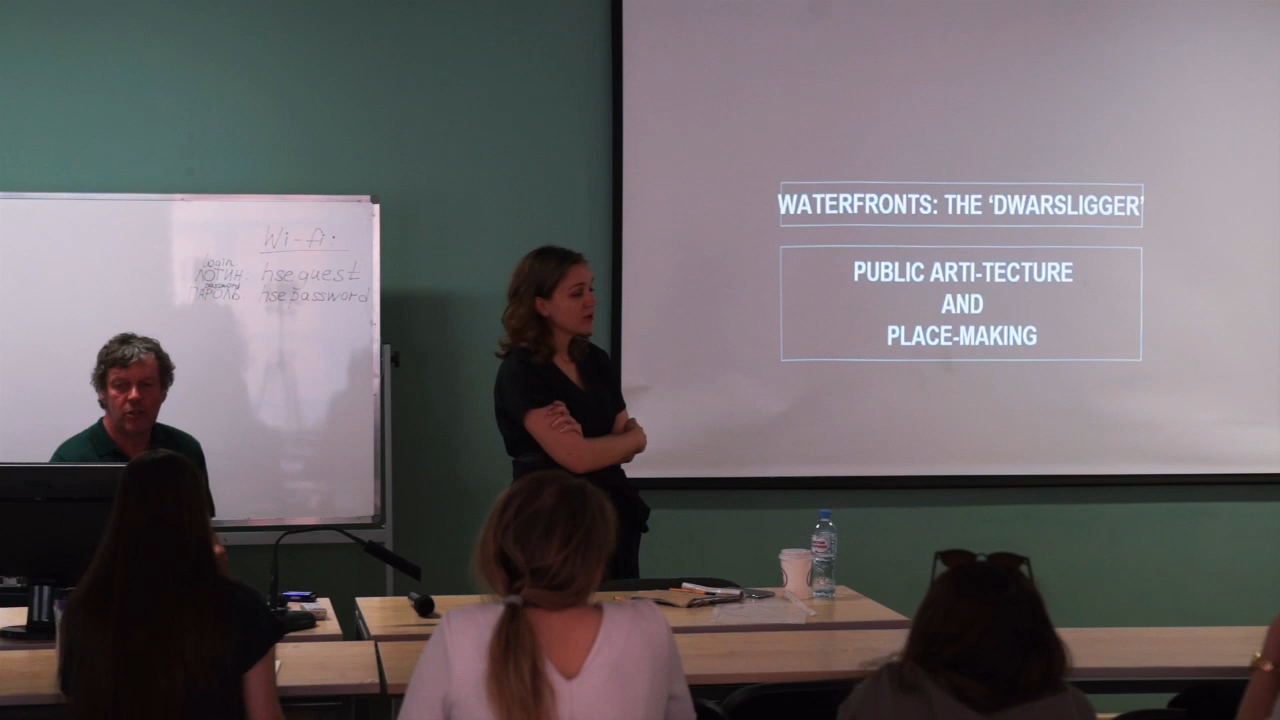 Wi-fi.
login
ЛОГИН: hseguest
password
ПАРОЛЬ hsepassword
WATERFRONTS: THE ‘DWARSLIGGER’
PUBLIC ARTI-TECTURE
AND
PLACE-MAKING